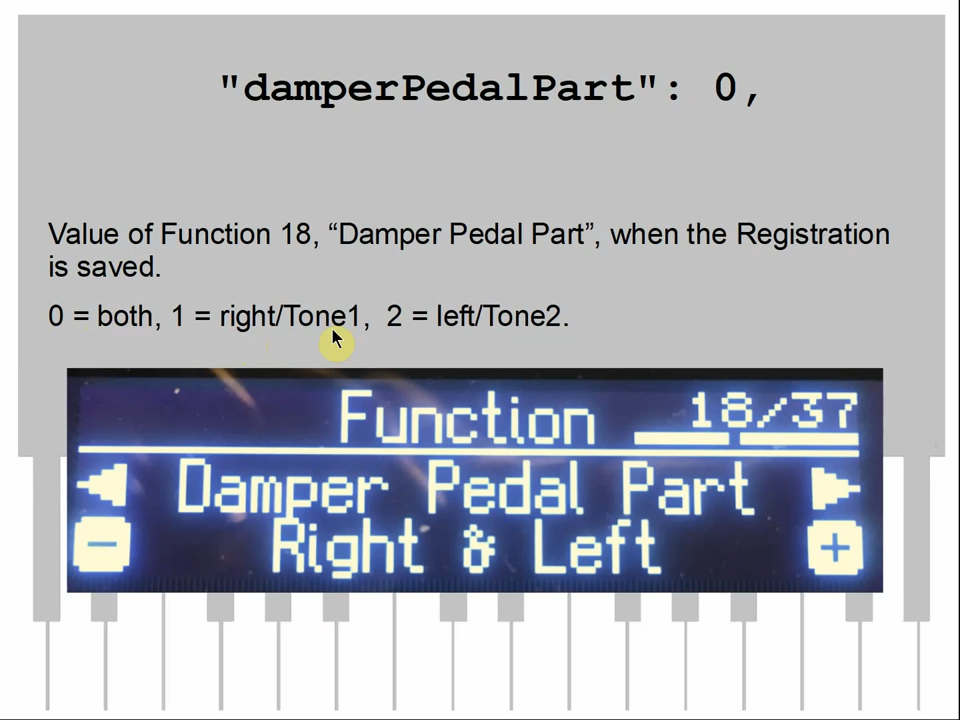 "damperPedalPart": 0,
Value of Function 18, “Damper Pedal Part”, when the Registration
is saved.
0 = both, 1 = right/Tone1,  2 = left/Tone2.
Function 18/37
Damper Pedal Part
Right & Left